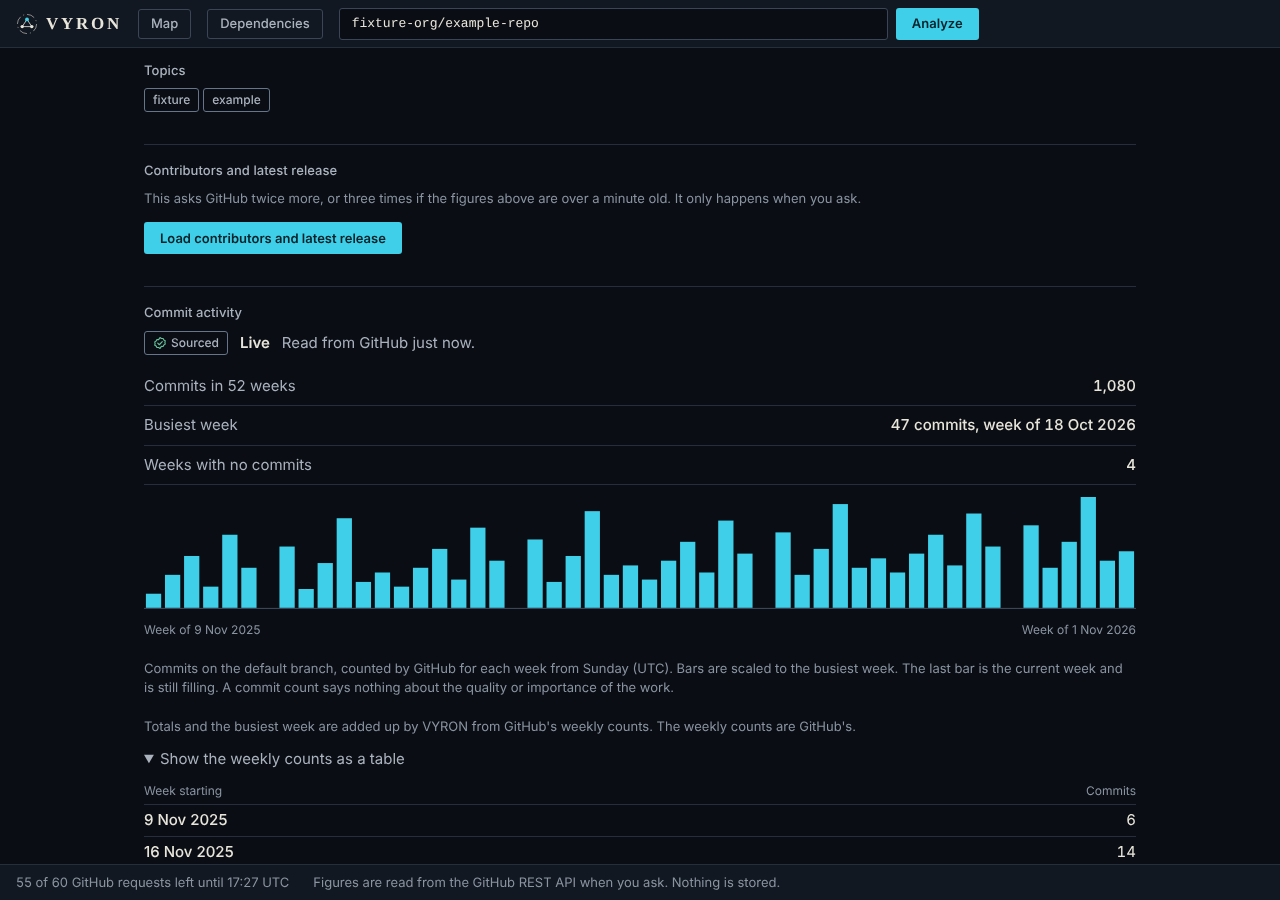 VYRON
Map
Dependencies
fixture-org/example-repo
Analyze
Topics
fixture
example
Contributors and latest release
This asks GitHub twice more, or three times if the figures above are over a minute old. It only happens when you ask.
Load contributors and latest release
Commit activity
Sourced
Live
Read from GitHub just now.
Commits in 52 weeks
1,080
Busiest week
47 commits, week of 18 Oct 2026
Weeks with no commits
4
Week of 9 Nov 2025
Week of 1 Nov 2026
Commits on the default branch, counted by GitHub for each week from Sunday (UTC). Bars are scaled to the busiest week. The last bar is the current week and
is still filling. A commit count says nothing about the quality or importance of the work.
Totals and the busiest week are added up by VYRON from GitHub's weekly counts. The weekly counts are GitHub's.
Show the weekly counts as a table
Week starting
Commits
9 Nov 2025
6
16 Nov 2025
14
55 of 60 GitHub requests left until 17:27 UTC
Figures are read from the GitHub REST API when you ask. Nothing is stored.